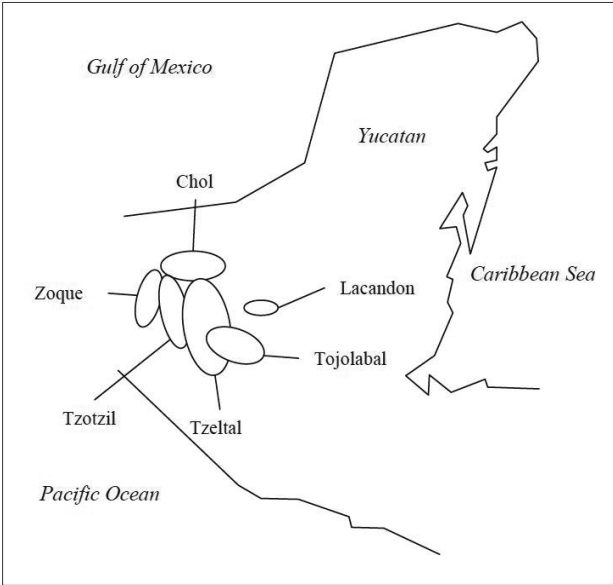 Gulf of Mexico
Yucatan
Chol
Caribbean Sea
Zoque
Lacandon
Tojolabal
Tzotzil
Tzeltal
Pacific Ocean